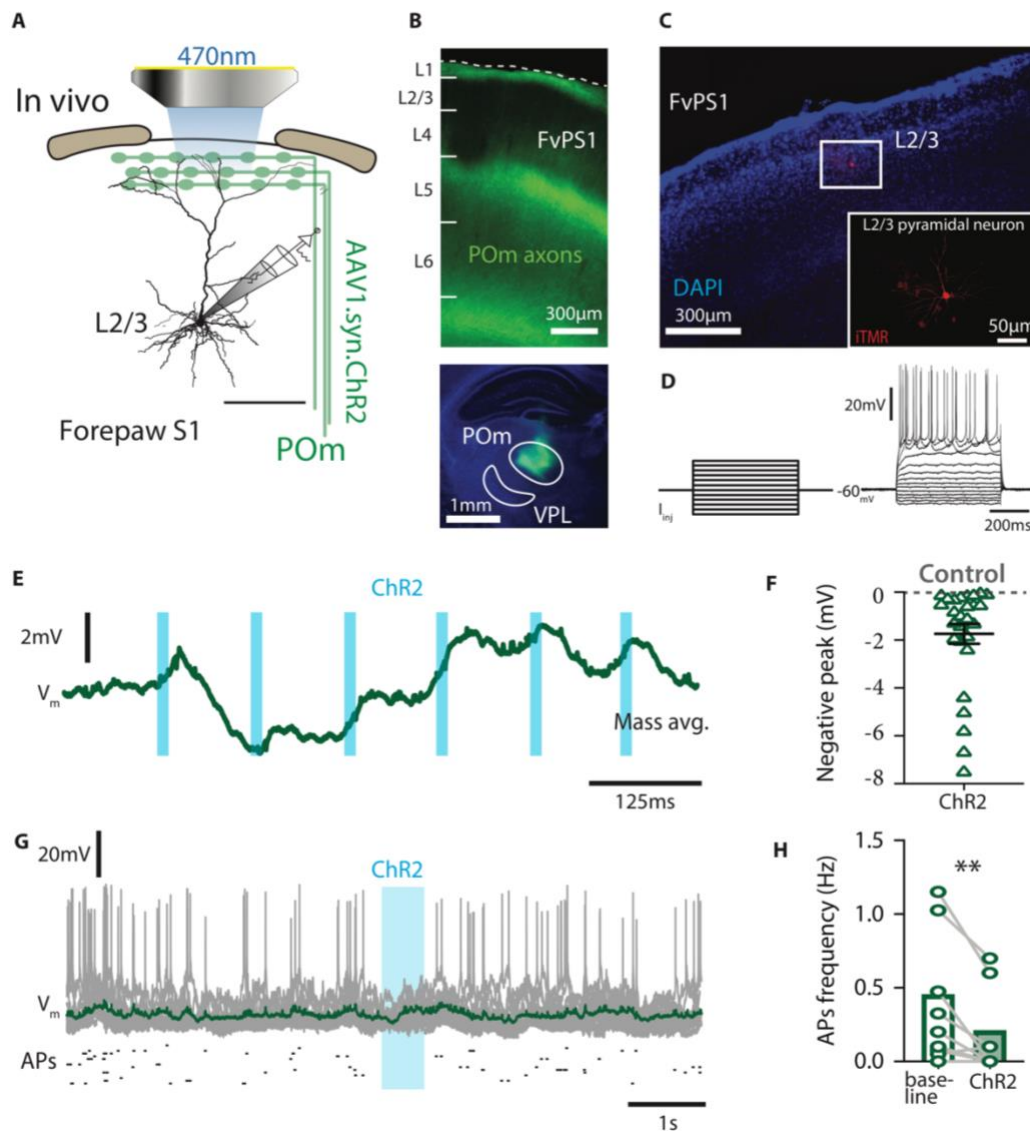 A
470nm
In vivo
L2/3
AAV1.syn.ChR2
Forepaw S1
POm
B
L1
L2/3
L4
L5
L6
FvPS1
POm axons
300µm
POm
1mm
VPL
C
FvPS1
L2/3
L2/3 pyramidal neuron
DAPI
300µm
iTMR
50µm
D
20mV
-60mV
Iinj
200ms
E
ChR2
2mV
Vm
Mass avg.
125ms
F
Control
Negative peak (mV)
0
-2
-4
-6
-8
ChR2
G
20mV
ChR2
Vm
APs
1s
H
APs frequency (Hz)
1.5
**
1.0
0.5
0.0
base-
line
ChR2